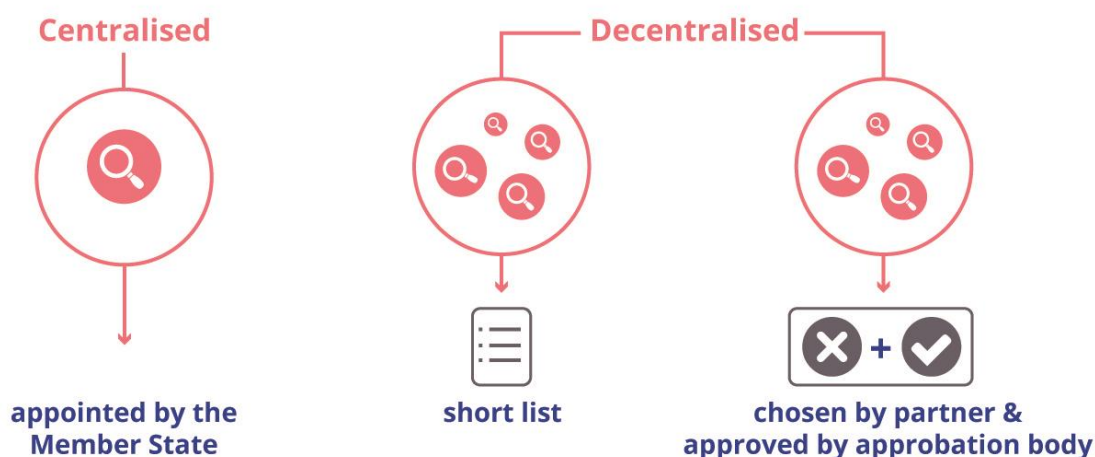 Centralised
Decentralised
+
appointed by the
Member State
short list
chosen by partner &
approved by approbation body